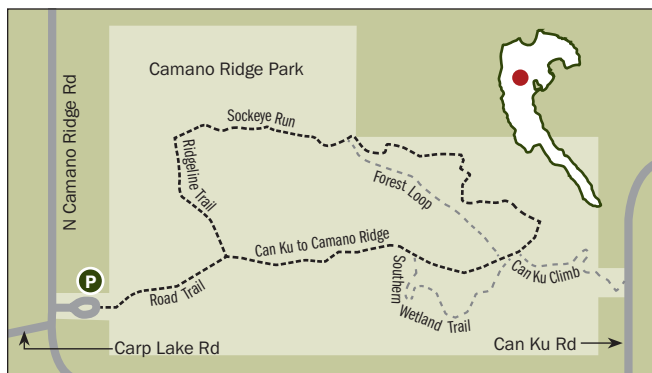 Camano Ridge Park
N Camano Ridge Rd
Sockeye Run
Ridgeline Trail
Forest Loop
Can Ku to Camano Ridge
Can Ku Climb
Southern
Wetland Trail
P
Road Trail
Carp Lake Rd
Can Ku Rd